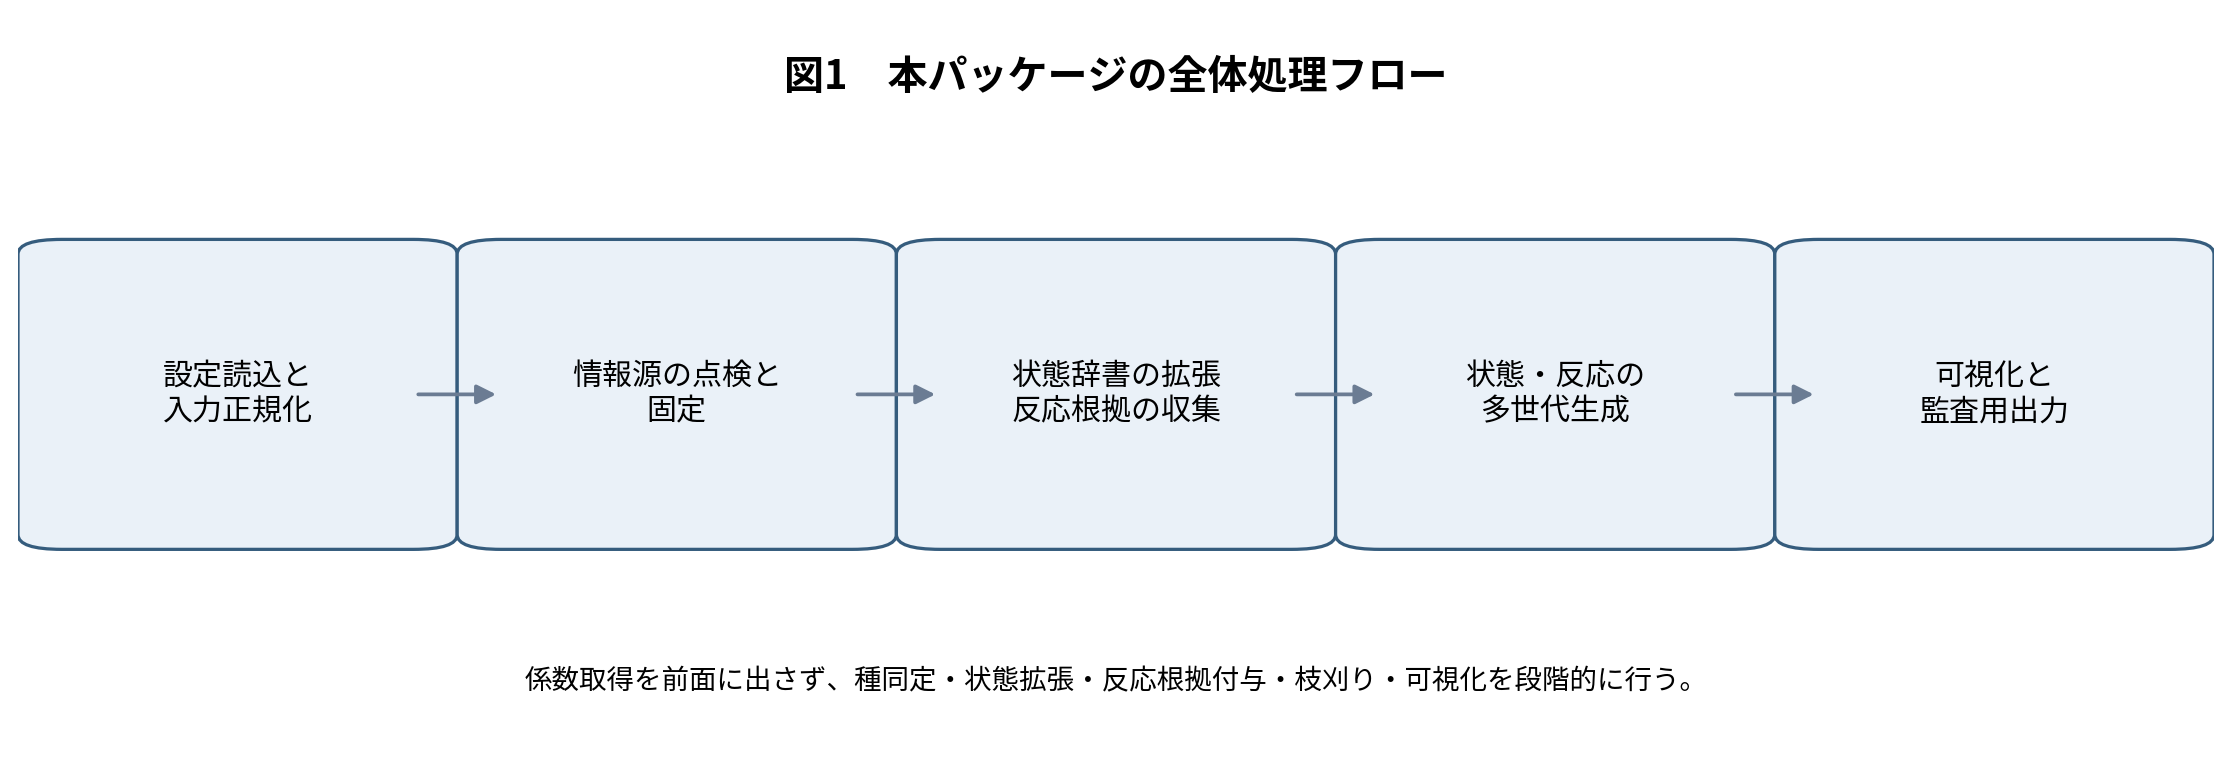 図1　本パッケージの全体処理フロー
設定読込と
入力正規化
情報源の点検と
固定
状態辞書の拡張
反応根拠の収集
状態・反応の
多世代生成
可視化と
監査用出力
係数取得を前面に出さず、種同定・状態拡張・反応根拠付与・枝刈り・可視化を段階的に行う。